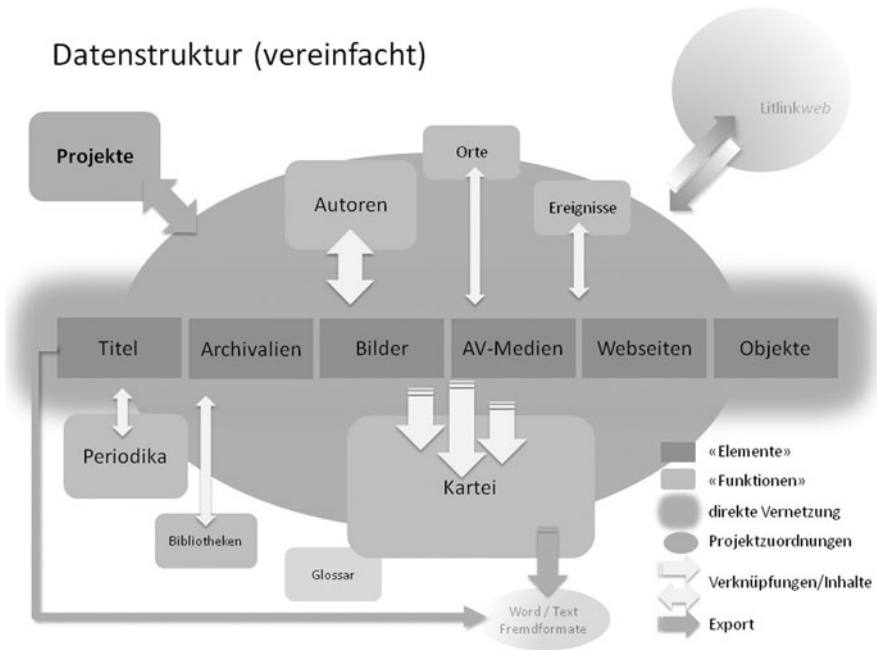 Datenstruktur (vereinfacht)
Litlinkweb
Projekte
Orte
Autoren
Ereignisse
Titel
Archivalien
Bilder
AV-Medien
Webseiten
Objekte
Periodika
Kartei
Bibliotheken
Glossar
Word / Text
Fremdformate
«Elemente»
«Funktionen»
direkte Vernetzung
Projektzuordnungen
Verknüpfungen/Inhalte
Export